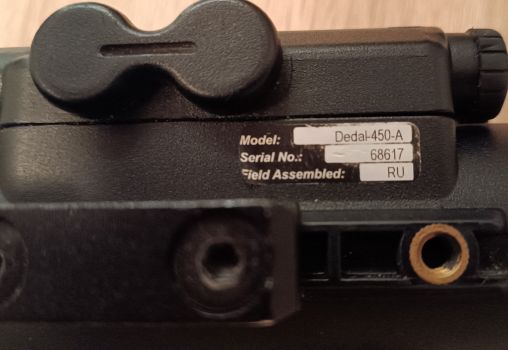 Model: Dedal-450-A
Serial No.: 68617
Field Assembled: RU